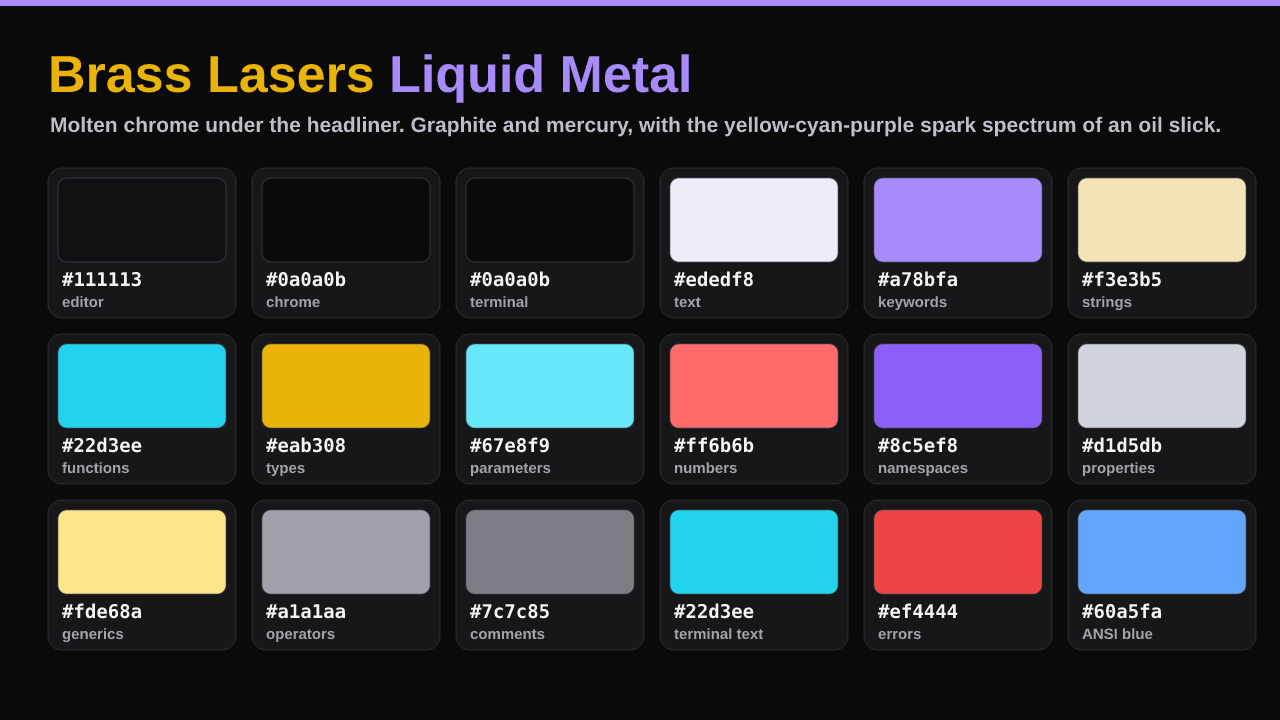 Brass Lasers Liquid Metal
Molten chrome under the headliner. Graphite and mercury, with the yellow-cyan-purple spark spectrum of an oil slick.
#111113 #0a0a0b #0a0a0b #ededf8 #a78bfa #f3e3b5
editor chrome terminal text keywords strings
#22d3ee #eab308 #67e8f9 #ff6b6b #8c5ef8 #d1d5db
functions types parameters numbers namespaces properties
#fde68a #a1a1aa #7c7c85 #22d3ee #ef4444 #60a5fa
generics operators comments terminal text errors ANSI blue